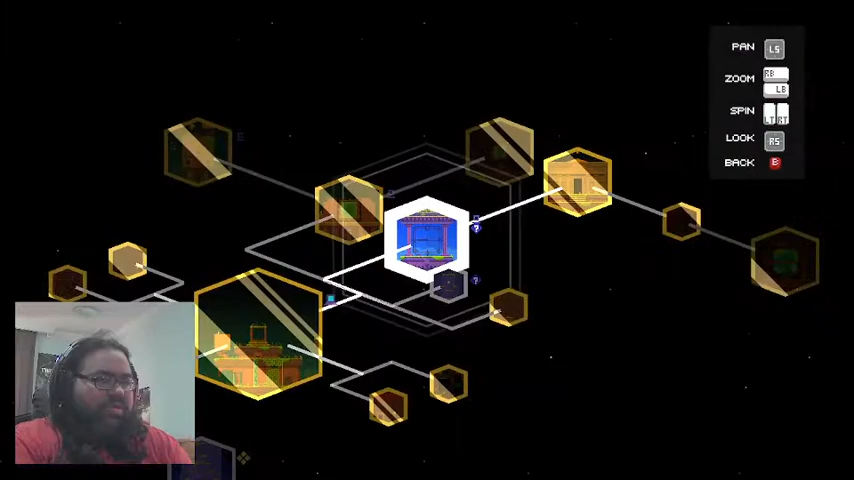 PAN LS
ZOOM RB
LB
SPIN LT RT
LOOK RS
BACK B